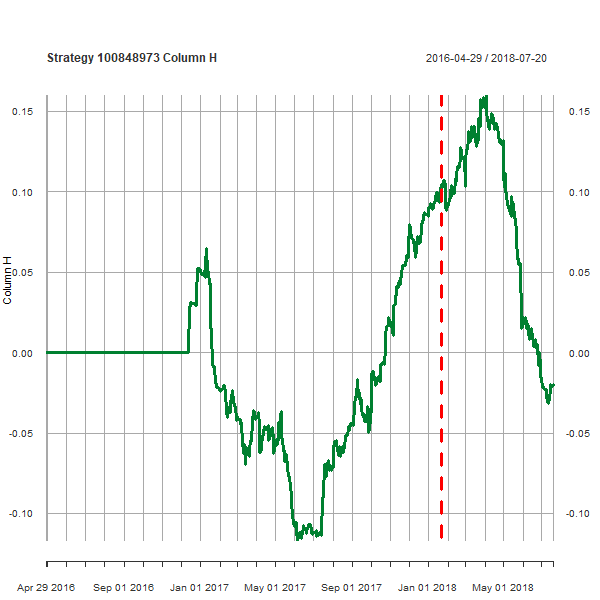 Strategy 100848973 Column H
2016-04-29 / 2018-07-20
0.15 0.15
0.10 0.10
0.05 0.05
Column H
0.00 0.00
-0.05 -0.05
-0.10 -0.10
Apr 29 2016 Sep 01 2016 Jan 01 2017 May 01 2017 Sep 01 2017 Jan 01 2018 May 01 2018